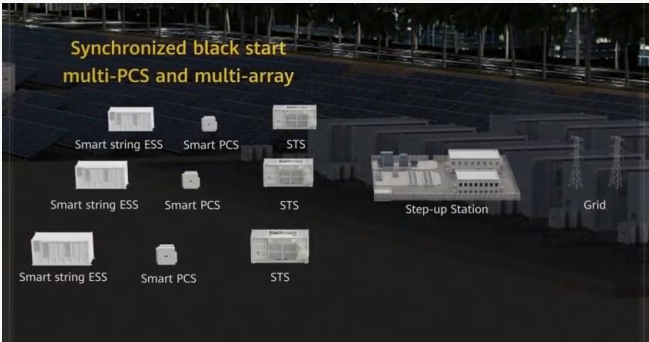 Synchronized black start
multi-PCS and multi-array
Smart string ESS Smart PCS STS
Smart string ESS Smart PCS STS
Step-up Station Grid
Smart string ESS Smart PCS STS